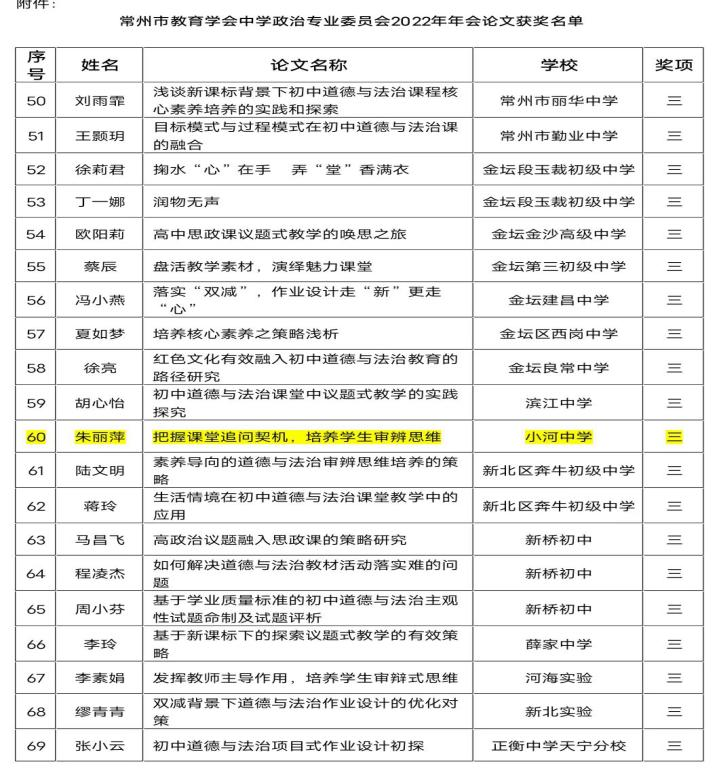 附件:
常州市教育学会中学政治专业委员会2022年年会论文获奖名单
序号 姓名 论文名称 学校 奖项
50 刘雨霏 浅谈新课标背景下初中道德与法治课程核心素养培养的实践和探索 常州市丽华中学 三
51 王颢玥 目标模式与过程模式在初中道德与法治课的融合 常州市勤业中学 三
52 徐莉君 掬水“心”在手 弄“堂”香满衣 金坛段玉裁初级中学 三
53 丁一娜 润物无声 金坛段玉裁初级中学 三
54 欧阳莉 高中思政课议题式教学的唤思之旅 金坛金沙高级中学 三
55 蔡辰 盘活教学素材，演绎魅力课堂 金坛第三初级中学 三
56 冯小燕 落实“双减”，作业设计走“新”更走“心” 金坛建昌中学 三
57 夏如梦 培养核心素养之策略浅析 金坛区西岗中学 三
58 徐亮 红色文化有效融入初中道德与法治教育的路径研究 金坛良常中学 三
59 胡心怡 初中道德与法治课堂中议题式教学的实践探究 滨江中学 三
60 朱丽萍 把握课堂追问契机，培养学生审辨思维 小河中学 三
61 陆文明 素养导向的道德与法治审辨思维培养的策略 新北区奔牛初级中学 三
62 蒋玲 生活情境在初中道德与法治课堂教学中的应用 新北区奔牛初级中学 三
63 马昌飞 高政治议题融入思政课的策略研究 新桥初中 三
64 程凌杰 如何解决道德与法治教材活动落实难的问题 新桥初中 三
65 周小芬 基于学业质量标准的初中道德与法治主观性试题命制及试题评析 新桥初中 三
66 李玲 基于新课标下的探索议题式教学的有效策略 薛家中学 三
67 李素娟 发挥教师主导作用，培养学生审辩式思维 河海实验 三
68 缪青青 双减背景下道德与法治作业设计的优化对策 新北实验 三
69 张小云 初中道德与法治项目式作业设计初探 正衡中学天宁分校 三